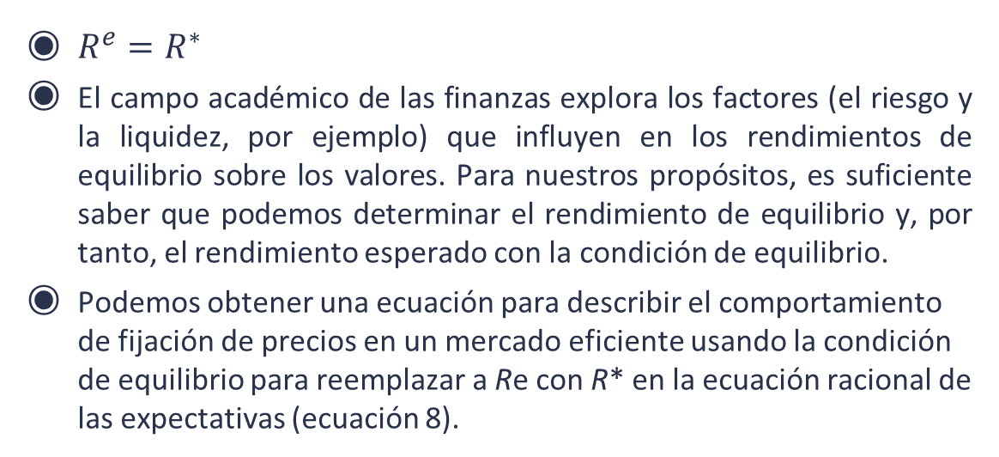 ◉ Rᵉ = R*
◉ El campo académico de las finanzas explora los factores (el riesgo y
la liquidez, por ejemplo) que influyen en los rendimientos de
equilibrio sobre los valores. Para nuestros propósitos, es suficiente
saber que podemos determinar el rendimiento de equilibrio y, por
tanto, el rendimiento esperado con la condición de equilibrio.
◉ Podemos obtener una ecuación para describir el comportamiento
de fijación de precios en un mercado eficiente usando la condición
de equilibrio para reemplazar a Re con R* en la ecuación racional de
las expectativas (ecuación 8).